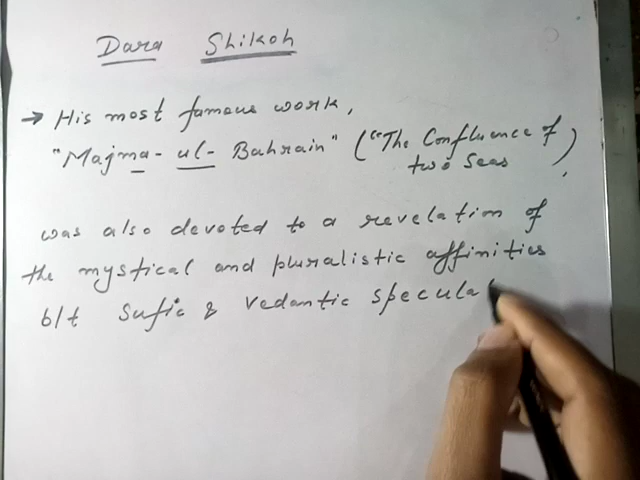 Dara Shikoh
→ His most famous work,
"Majma-ul-Bahrain" ("The Confluence of
two Seas),
was also devoted to a revelation of
the mystical and pluralistic affinities
b/t Sufic & Vedantic specula